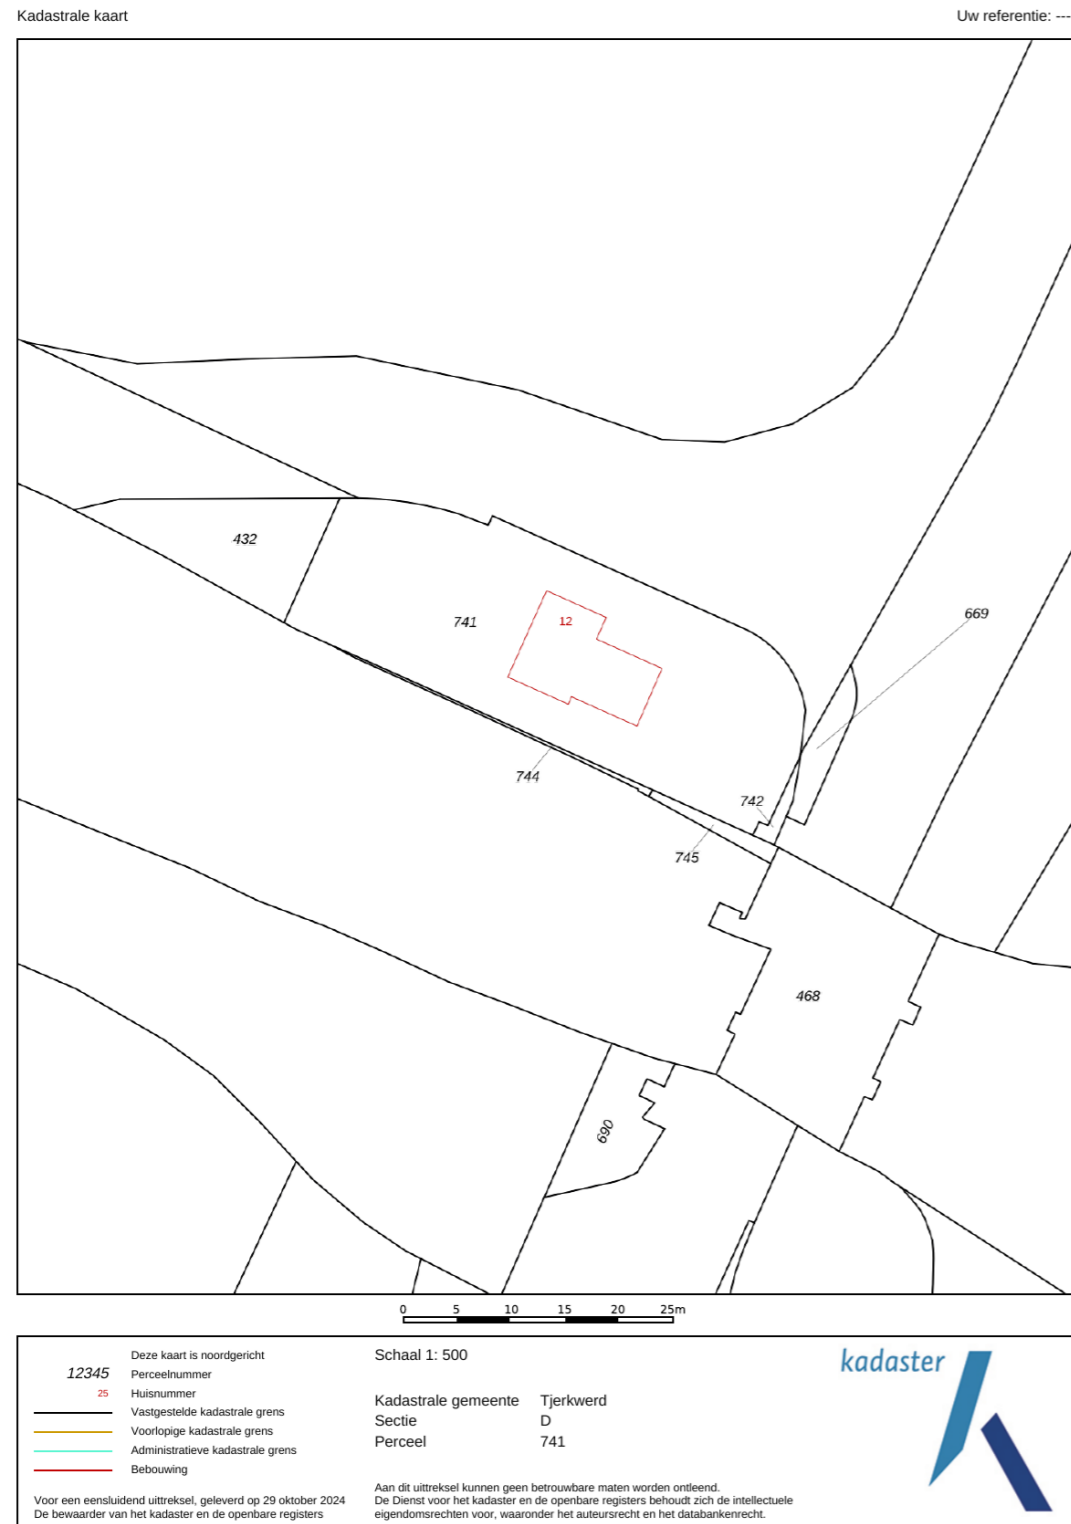 Kadastrale kaart
Uw referentie: ---
432
741
12
669
744
742
745
468
690
0 5 10 15 20 25m
Deze kaart is noordgericht
12345 Perceelnummer
25 Huisnummer
Vastgestelde kadastrale grens
Voorlopige kadastrale grens
Administratieve kadastrale grens
Bebouwing
Voor een eensluidend uittreksel, geleverd op 29 oktober 2024
De bewaarder van het kadaster en de openbare registers
Schaal 1: 500
Kadastrale gemeente Tjerkwerd
Sectie D
Perceel 741
Aan dit uittreksel kunnen geen betrouwbare maten worden ontleend.
De Dienst voor het kadaster en de openbare registers behoudt zich de intellectuele
eigendomsrechten voor, waaronder het auteursrecht en het databankenrecht.
kadaster